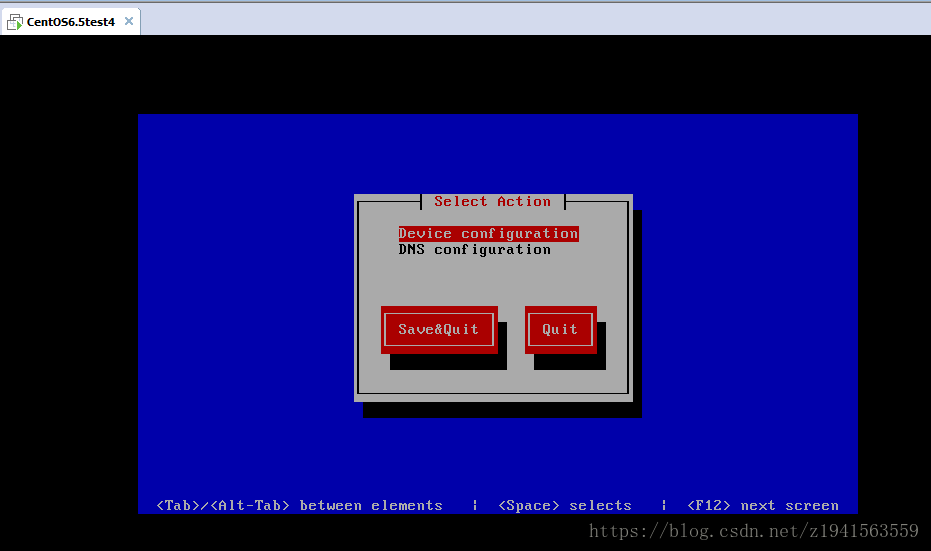 CentOS6.5test4
Select Action
Device configuration
DNS configuration
Save&Quit Quit
<Tab>/<Alt-Tab> between elements | <Space> selects | <F12> next screen
https://blog.csdn.net/z1941563559